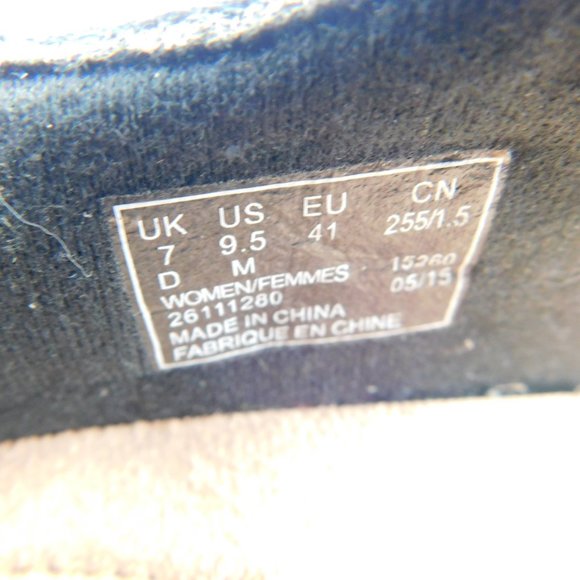 UK US EU CN
7 9.5 41 255/1.5
D M 15260
WOMEN/FEMMES 05/15
26111280
MADE IN CHINA
FABRIQUE EN CHINE